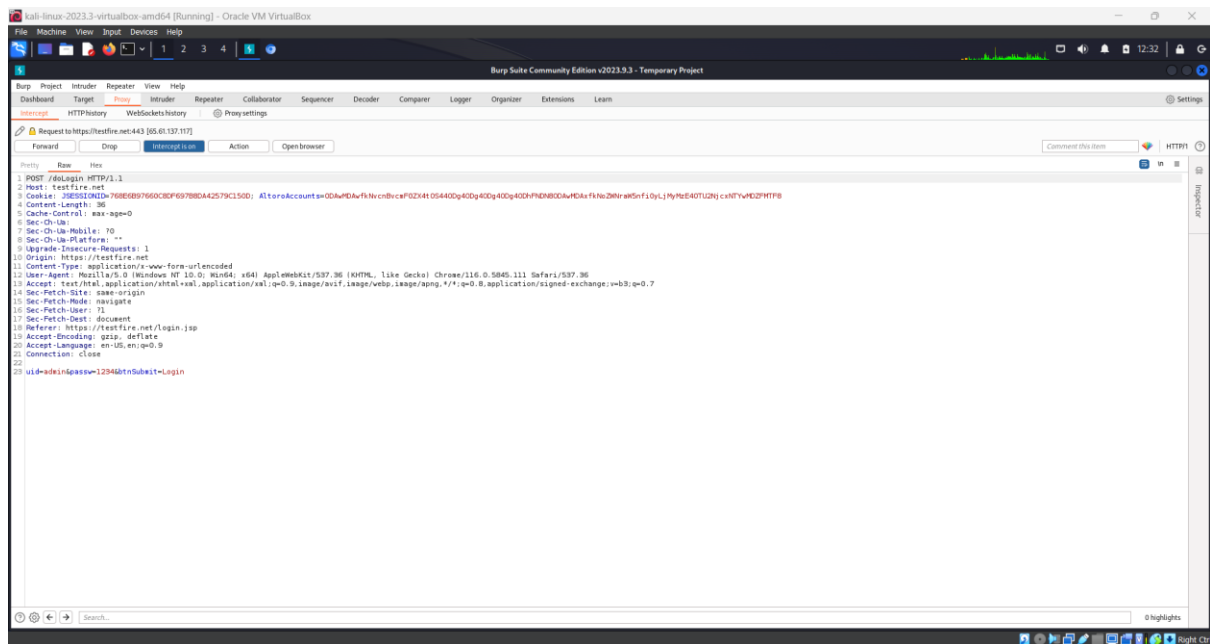 kali-linux-2023.3-virtualbox-amd64 [Running] - Oracle VM VirtualBox
File Machine View Input Devices Help
1 2 3 4 12:32
Burp Suite Community Edition v2023.9.3 - Temporary Project
Burp Project Intruder Repeater View Help
Dashboard Target Proxy Intruder Repeater Collaborator Sequencer Decoder Comparer Logger Organizer Extensions Learn Settings
Intercept HTTP history WebSockets history Proxy settings
Request to https://testfire.net:443 [65.61.137.117]
Forward Drop Intercept is on Action Open browser Comment this item HTTP/1
Pretty Raw Hex \n
Inspector
1 POST /doLogin HTTP/1.1
2 Host: testfire.net
3 Cookie:
4 Content-Length: 36
5 Cache-Control: max-age=0
6 Sec-Ch-Ua:
7 Sec-Ch-Ua-Mobile: ?0
8 Sec-Ch-Ua-Platform: ""
9 Upgrade-Insecure-Requests: 1
10 Origin: https://testfire.net
11 Content-Type: application/x-www-form-urlencoded
12 User-Agent: Mozilla/5.0 (Windows NT 10.0; Win64; x64) AppleWebKit/537.36 (KHTML, like Gecko) Chrome/116.0.5845.111 Safari/537.36
13 Accept: text/html,application/xhtml+xml,application/xml;q=0.9,image/avif,image/webp,image/apng,*/*;q=0.8,application/signed-exchange;v=b3;q=0.7
14 Sec-Fetch-Site: same-origin
15 Sec-Fetch-Mode: navigate
16 Sec-Fetch-User: ?1
17 Sec-Fetch-Dest: document
18 Referer: https://testfire.net/login.jsp
19 Accept-Encoding: gzip, deflate
20 Accept-Language: en-US,en;q=0.9
21 Connection: close
22
23 uid=admin&passw=1234&btnSubmit=Login
Search... 0 highlights
Right Ctrl